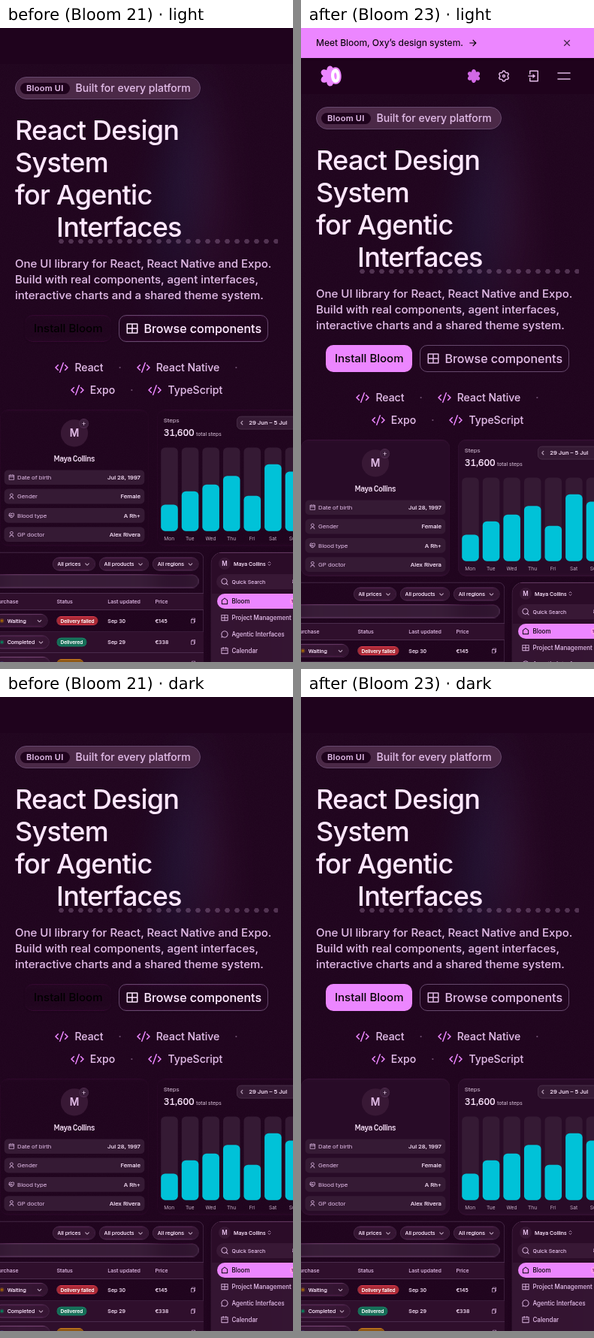 before (Bloom 21) · light
Bloom UI Built for every platform
React Design
System
for Agentic
Interfaces
One UI library for React, React Native and Expo.
Build with real components, agent interfaces,
interactive charts and a shared theme system.
Install Bloom Browse components
</> React · </> React Native ·
</> Expo · </> TypeScript
M
Maya Collins
Date of birth Jul 28, 1997
Gender Female
Blood type A Rh+
GP doctor Alex Rivera
Steps
31,600 total steps
29 Jun – 5 Jul
Mon Tue Wed Thu Fri Sat Su
All prices All products All regions
urchase Status Last updated Price
Waiting Delivery failed Sep 30 €145
Completed Delivered Sep 29 €338
M Maya Collins
Quick Search
Bloom
Project Management
Agentic Interfaces
Calendar
after (Bloom 23) · light
Meet Bloom, Oxy's design system. →
Bloom UI Built for every platform
React Design
System
for Agentic
Interfaces
One UI library for React, React Native and Expo.
Build with real components, agent interfaces,
interactive charts and a shared theme system.
Install Bloom Browse components
</> React · </> React Native ·
</> Expo · </> TypeScript
M
Maya Collins
Date of birth Jul 28, 1997
Gender Female
Blood type A Rh+
GP doctor Alex Rivera
Steps
31,600 total steps
29 Jun – 5 Jul
Mon Tue Wed Thu Fri Sat Su
All prices All products All regions
urchase Status Last updated Price
Waiting Delivery failed Sep 30 €145
M Maya Collins
Quick Search
Bloom
Project Management
before (Bloom 21) · dark
Bloom UI Built for every platform
React Design
System
for Agentic
Interfaces
One UI library for React, React Native and Expo.
Build with real components, agent interfaces,
interactive charts and a shared theme system.
Install Bloom Browse components
</> React · </> React Native ·
</> Expo · </> TypeScript
M
Maya Collins
Date of birth Jul 28, 1997
Gender Female
Blood type A Rh+
GP doctor Alex Rivera
Steps
31,600 total steps
29 Jun – 5 Jul
Mon Tue Wed Thu Fri Sat Su
All prices All products All regions
urchase Status Last updated Price
Waiting Delivery failed Sep 30 €145
Completed Delivered Sep 29 €338
M Maya Collins
Quick Search
Bloom
Project Management
Agentic Interfaces
Calendar
after (Bloom 23) · dark
Bloom UI Built for every platform
React Design
System
for Agentic
Interfaces
One UI library for React, React Native and Expo.
Build with real components, agent interfaces,
interactive charts and a shared theme system.
Install Bloom Browse components
</> React · </> React Native ·
</> Expo · </> TypeScript
M
Maya Collins
Date of birth Jul 28, 1997
Gender Female
Blood type A Rh+
GP doctor Alex Rivera
Steps
31,600 total steps
29 Jun – 5 Jul
Mon Tue Wed Thu Fri Sat Su
All prices All products All regions
urchase Status Last updated Price
Waiting Delivery failed Sep 30 €145
Completed Delivered Sep 29 €338
M Maya Collins
Quick Search
Bloom
Project Management
Agentic Interfaces
Calendar